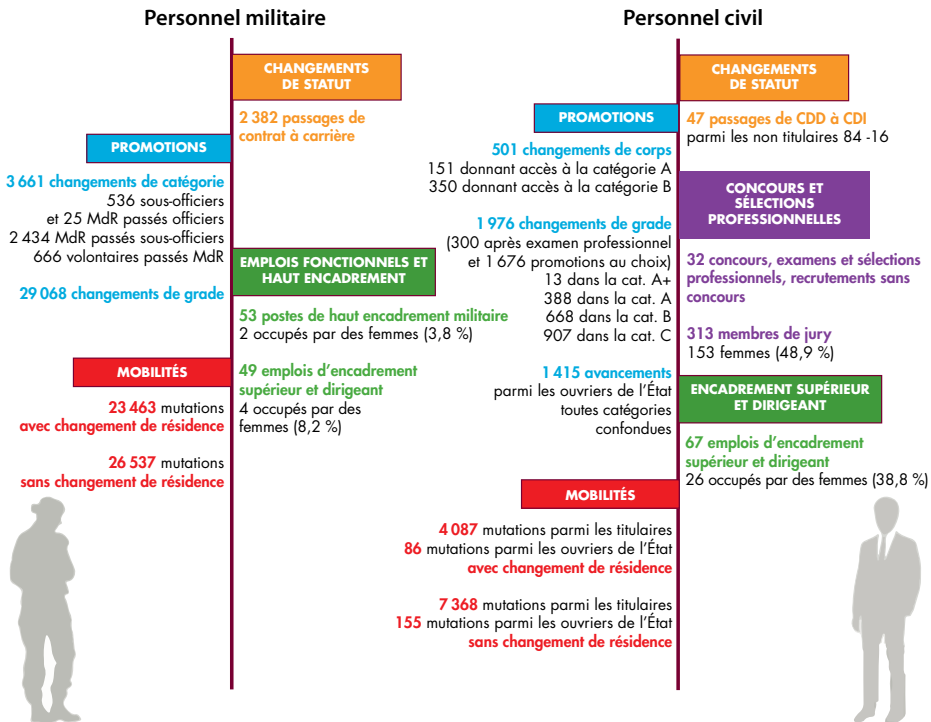 Personnel militaire
CHANGEMENTS
DE STATUT
2 382 passages de
contrat à carrière
PROMOTIONS
3 661 changements de catégorie
536 sous-officiers
et 25 MdR passés officiers
2 434 MdR passés sous-officiers
666 volontaires passés MdR
29 068 changements de grade
EMPLOIS FONCTIONNELS ET
HAUT ENCADREMENT
53 postes de haut encadrement militaire
2 occupés par des femmes (3,8 %)
49 emplois d'encadrement
supérieur et dirigeant
4 occupés par des
femmes (8,2 %)
MOBILITÉS
23 463 mutations
avec changement de résidence
26 537 mutations
sans changement de résidence
Personnel civil
CHANGEMENTS
DE STATUT
47 passages de CDD à CDI
parmi les non titulaires 84 -16
PROMOTIONS
501 changements de corps
151 donnant accès à la catégorie A
350 donnant accès à la catégorie B
1 976 changements de grade
(300 après examen professionnel
et 1 676 promotions au choix)
13 dans la cat. A+
388 dans la cat. A
668 dans la cat. B
907 dans la cat. C
1 415 avancements
parmi les ouvriers de l'État
toutes catégories
confondues
CONCOURS ET
SÉLECTIONS
PROFESSIONNELLES
32 concours, examens et sélections
professionnels, recrutements sans
concours
313 membres de jury
153 femmes (48,9 %)
ENCADREMENT SUPÉRIEUR
ET DIRIGEANT
67 emplois d'encadrement
supérieur et dirigeant
26 occupés par des femmes (38,8 %)
MOBILITÉS
4 087 mutations parmi les titulaires
86 mutations parmi les ouvriers de l'État
avec changement de résidence
7 368 mutations parmi les titulaires
155 mutations parmi les ouvriers de l'État
sans changement de résidence